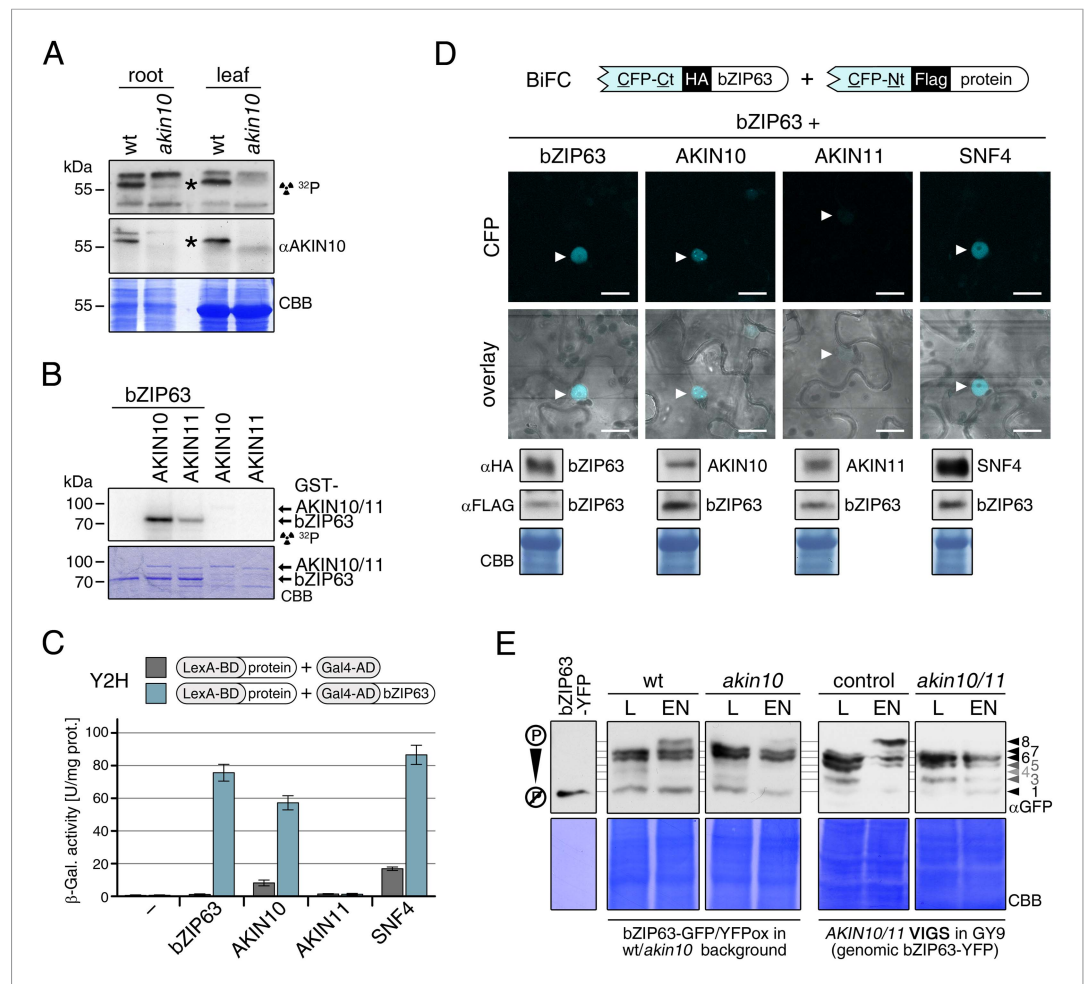 A
root leaf
wt akin10 wt akin10
kDa
55 * 32P
55 * αAKIN10
55 CBB
B
bZIP63
AKIN10 AKIN11 AKIN10 AKIN11
kDa GST-
100 AKIN10/11
70 bZIP63
32P
100 AKIN10/11
70 bZIP63
CBB
C
Y2H
LexA-BD protein + Gal4-AD
LexA-BD protein + Gal4-AD bZIP63
β-Gal. activity [U/mg prot.]
100
80
60
40
20
0
– bZIP63 AKIN10 AKIN11 SNF4
D
BiFC CFP-Ct HA bZIP63 + CFP-Nt Flag protein
bZIP63 +
bZIP63 AKIN10 AKIN11 SNF4
CFP
overlay
αHA bZIP63 AKIN10 AKIN11 SNF4
αFLAG bZIP63 bZIP63 bZIP63 bZIP63
CBB
E
bZIP63 -YFP
wt akin10 control akin10/11
L EN L EN L EN L EN
P
P
8
67
5
4
3
1
αGFP
CBB
bZIP63-GFP/YFPox in
wt/akin10 background
AKIN10/11 VIGS in GY9
(genomic bZIP63-YFP)